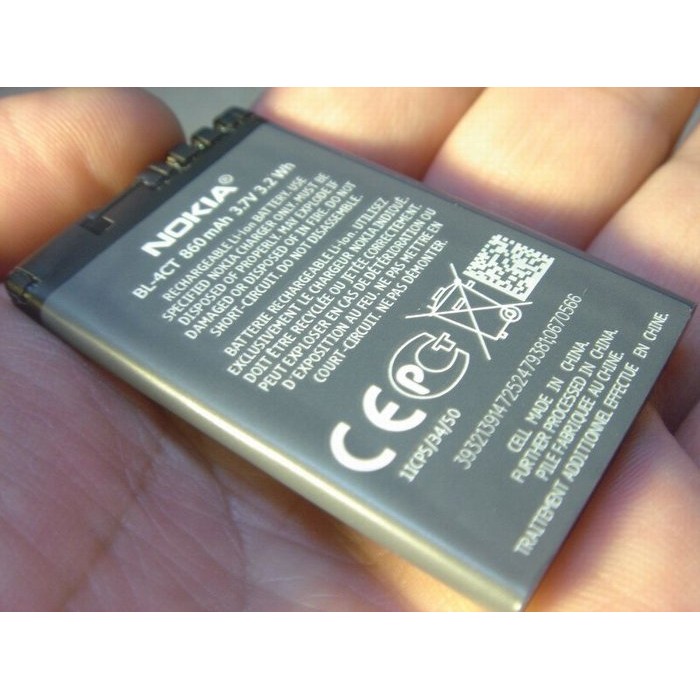 NOKIA®
BL-4CT 860 mAh 3.7V 3.2 Wh
RECHARGEABLE Li-ion BATTERY. USE
SPECIFIED NOKIA CHARGER ONLY. MUST BE
DISPOSED OF PROPERLY. MAY EXPLODE IF
DAMAGED OR DISPOSED OF IN FIRE. DO NOT
SHORT-CIRCUIT. DO NOT DISASSEMBLE.
BATTERIE RECHARGEABLE Li-ion. UTILISEZ
EXCLUSIVEMENT LE CHARGEUR NOKIA INDIQUÉ.
DOIT ÊTRE RECYCLÉE OU JETÉE CORRECTEMENT.
PEUT EXPLOSER EN CAS DE DÉTÉRIORATION OU
D'EXPOSITION AU FEU. NE PAS METTRE EN
COURT-CIRCUIT. NE PAS DÉMONTER.
CE PCT
1ICP5/34/50
39321391472524793810670566
CELL MADE IN CHINA.
FURTHER PROCESSED IN CHINA.
PILE FABRIQUÉE AU CHINE.
TRAITEMENT ADDITIONNEL EFFECTUÉ EN CHINE.